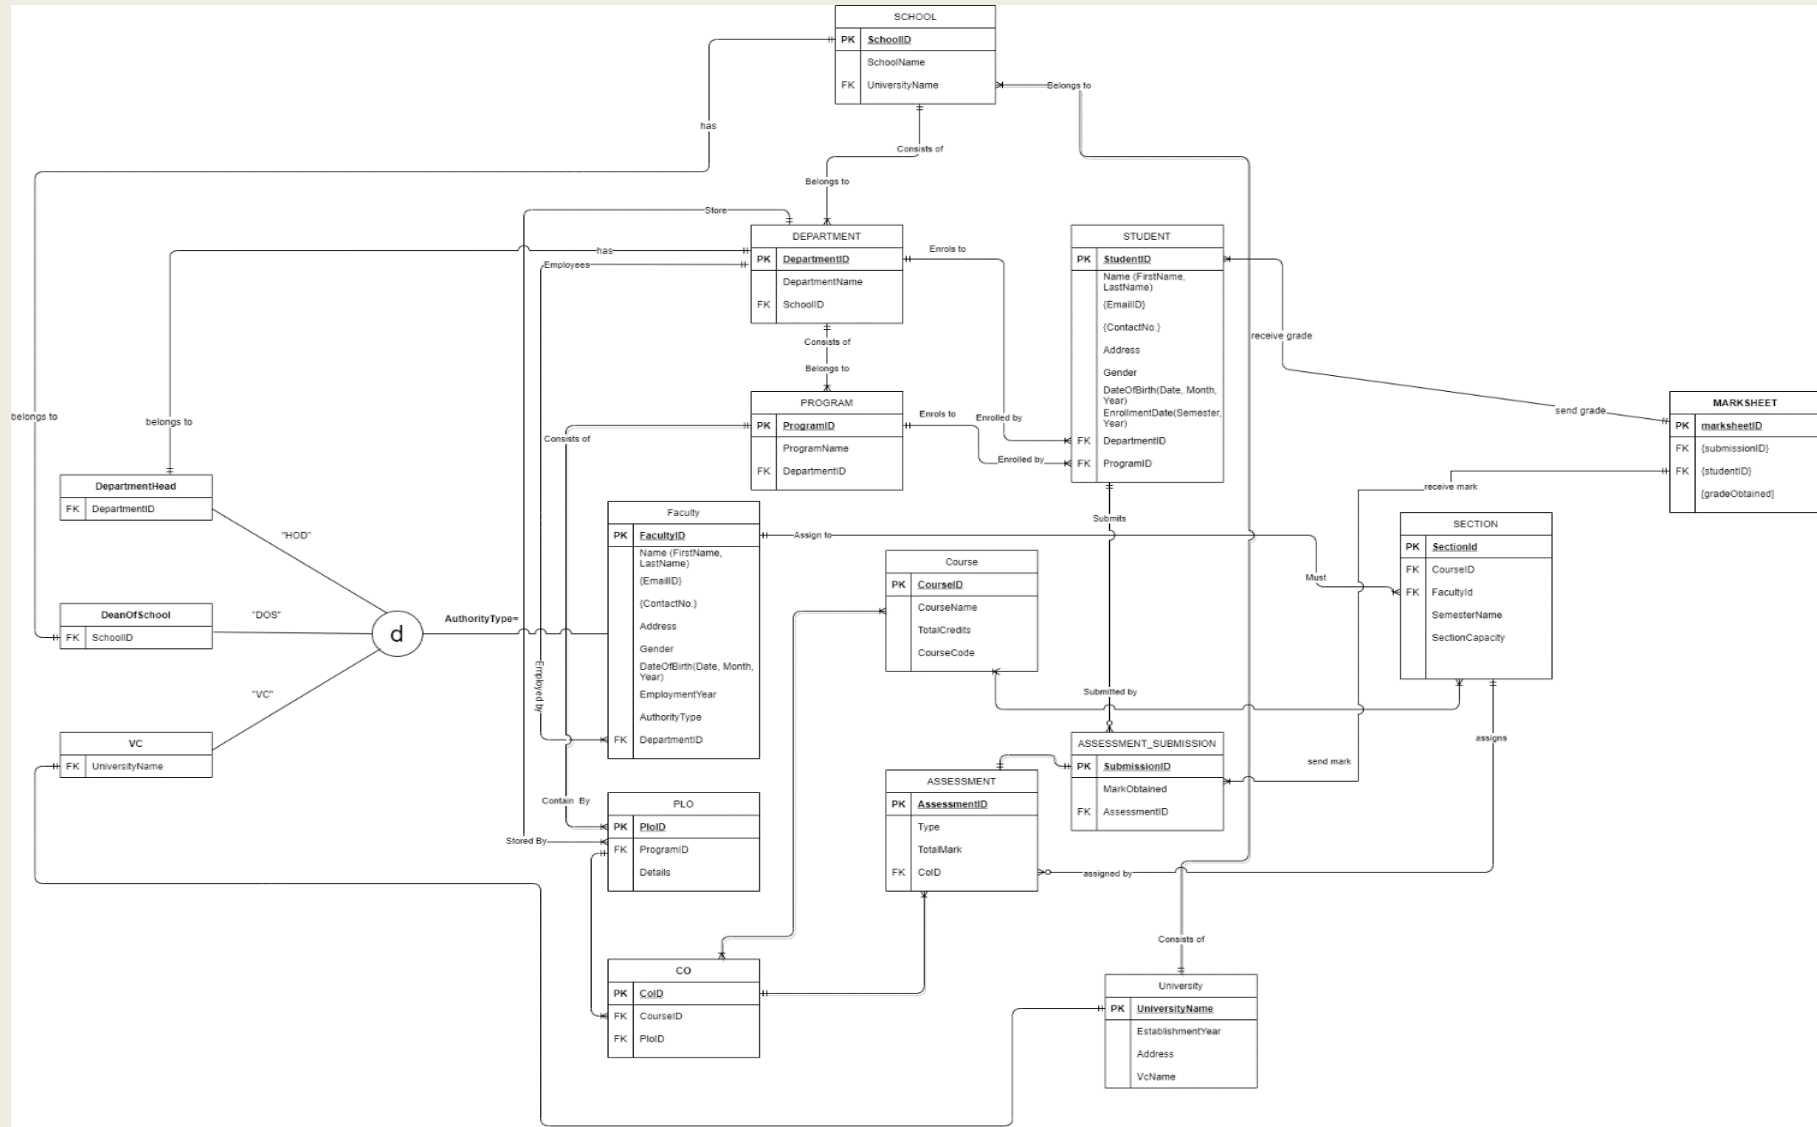 SCHOOL
PK SchoolID
SchoolName
FK UniversityName
Belongs to
has
Consists of
Belongs to
Store
has
Employees
DEPARTMENT
PK DepartmentID
DepartmentName
FK SchoolID
Enrols to
STUDENT
PK StudentID
Name (FirstName,
LastName)
{EmailID}
{ContactNo.}
Address
Gender
DateOfBirth(Date, Month,
Year)
EnrollmentDate(Semester,
Year)
FK DepartmentID
FK ProgramID
receive grade
send grade
Consists of
Belongs to
PROGRAM
PK ProgramID
ProgramName
FK DepartmentID
Enrols to
Enrolled by
Enrolled by
Consists of
MARKSHEET
PK marksheetID
FK {submissionID}
FK {studentID}
[gradeObtained]
receive mark
belongs to
belongs to
DepartmentHead
FK DepartmentID
"HOD"
DeanOfSchool
FK SchoolID
"DOS"
d
AuthorityType=
"VC"
VC
FK UniversityName
Faculty
PK FacultyID
Name (FirstName,
LastName)
{EmailID}
{ContactNo.}
Address
Gender
DateOfBirth(Date, Month,
Year)
EmploymentYear
AuthorityType
FK DepartmentID
Employed by
Assign to
Submits
Must
Course
PK CourseID
CourseName
TotalCredits
CourseCode
SECTION
PK SectionId
FK CourseID
FK FacultyId
SemesterName
SectionCapacity
Submitted by
assigns
send mark
ASSESSMENT_SUBMISSION
PK SubmissionID
MarkObtained
FK AssessmentID
ASSESSMENT
PK AssessmentID
Type
TotalMark
FK CoID
assigned by
Contain By
Stored By
PLO
PK PloID
FK ProgramID
Details
CO
PK CoID
FK CourseID
FK PloID
Consists of
University
PK UniversityName
EstablishmentYear
Address
VcName